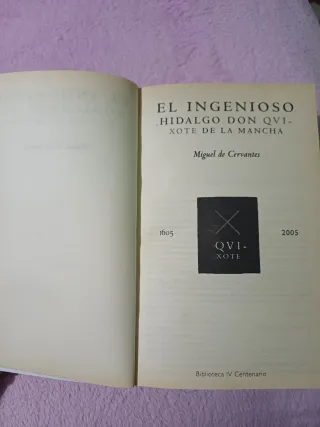 EL INGENIOSO
HIDALGO DON QVI-
XOTE DE LA MANCHA
Miguel de Cervantes
1605
QVI-
XOTE
2005
Biblioteca IV Centenario